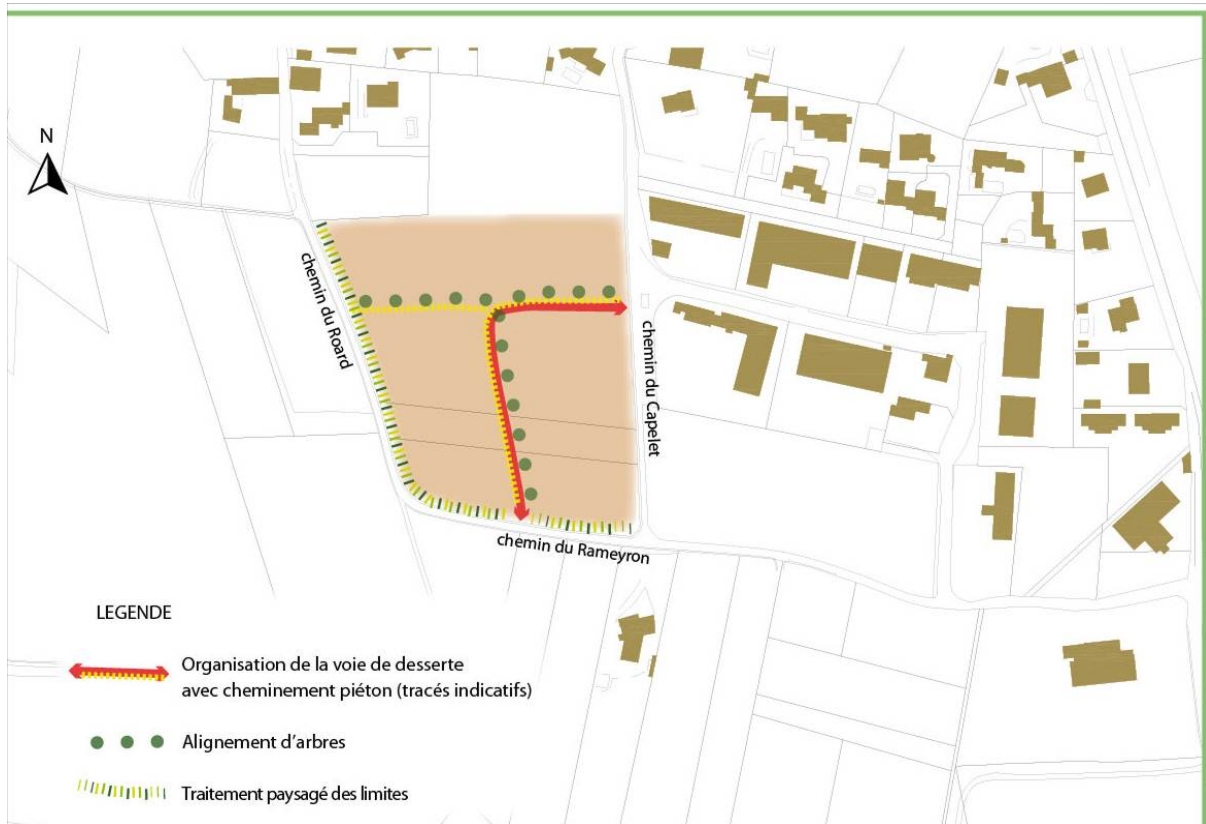 N
chemin du Roard
chemin du Capelet
chemin du Rameyron
LEGENDE
Organisation de la voie de desserte
avec cheminement piéton (tracés indicatifs)
Alignement d'arbres
Traitement paysagé des limites